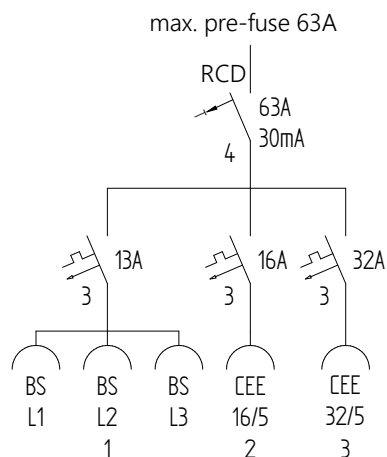 max. pre-fuse 63A
RCD
63A
30mA
4
13A
16A
32A
3
3
3
BS
BS
BS
CEE
CEE
L1
L2
L3
16/5
32/5
1
2
3